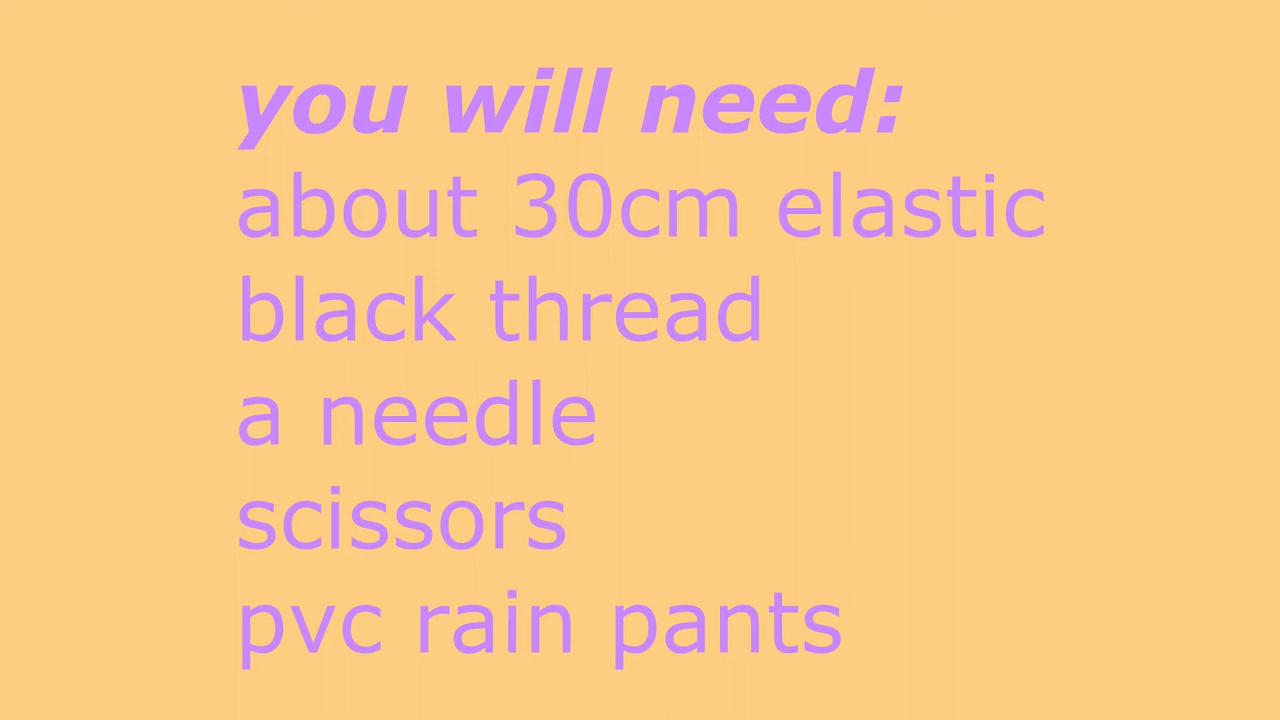 you will need:
about 30cm elastic
black thread
a needle
scissors
pvc rain pants